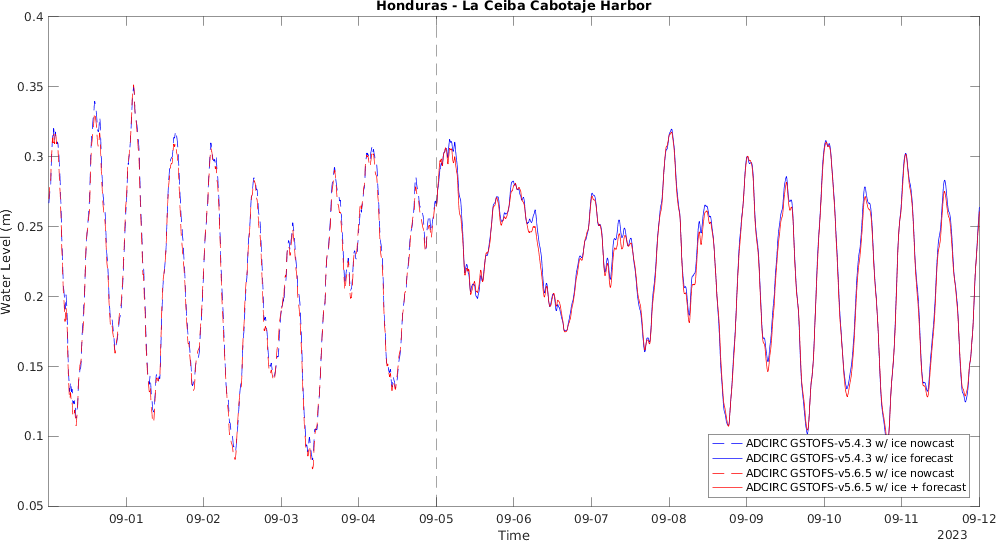 Honduras - La Ceiba Cabotaje Harbor
0.4
0.35
0.3
0.25
0.2
0.15
0.1
0.05
Water Level (m)
ADCIRC GSTOFS-v5.4.3 w/ ice nowcast
ADCIRC GSTOFS-v5.4.3 w/ ice forecast
ADCIRC GSTOFS-v5.6.5 w/ ice nowcast
ADCIRC GSTOFS-v5.6.5 w/ ice + forecast
09-01 09-02 09-03 09-04 09-05 09-06 09-07 09-08 09-09 09-10 09-11 09-12
Time
2023